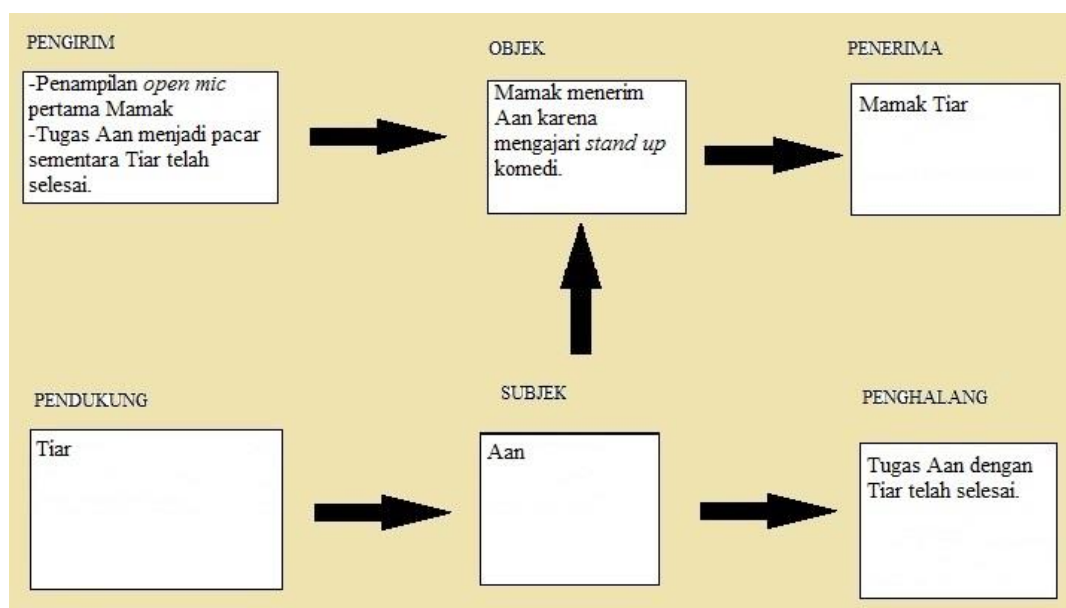 PENGIRIM
-Penampilan open mic
pertama Mamak
-Tugas Aan menjadi pacar
sementara Tiar telah
selesai.
OBJEK
Mamak menerim
Aan karena
mengajari stand up
komedi.
PENERIMA
Mamak Tiar
PENDUKUNG
Tiar
SUBJEK
Aan
PENGHALANG
Tugas Aan dengan
Tiar telah selesai.